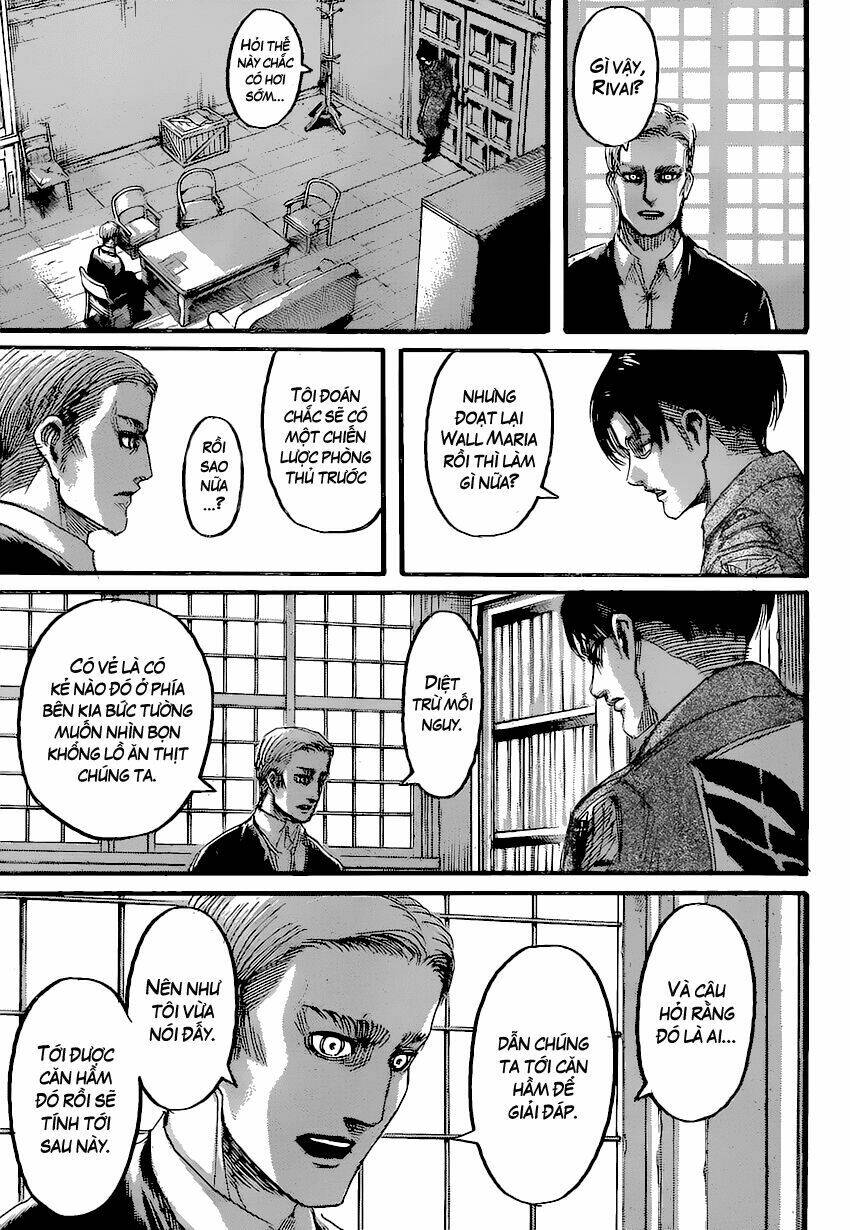 GÌ VẬY,
RIVAI?
HỎI THẾ
NÀY CHẮC
CÓ HƠI
SỚM...
NHƯNG
ĐOẠT LẠI
WALL MARIA
RỒI THÌ LÀM
GÌ NỮA?
TÔI ĐOÁN
CHẮC SẼ CÓ
MỘT CHIẾN
LƯỢC PHÒNG
THỦ TRƯỚC
RỒI
SAO NỮA
...?
DIỆT
TRỪ MỐI
NGUY.
CÓ VẺ LÀ CÓ
KẺ NÀO ĐÓ Ở PHÍA
BÊN KIA BỨC TƯỜNG
MUỐN NHÌN BỌN
KHỔNG LỒ ĂN THỊT
CHÚNG TA.
VÀ CÂU
HỎI RẰNG
ĐÓ LÀ AI...
DẪN CHÚNG
TA TỚI CĂN
HẦM ĐỂ
GIẢI ĐÁP.
NÊN NHƯ
TÔI VỪA
NÓI ĐẤY.
TỚI ĐƯỢC
CĂN HẦM
ĐÓ RỒI SẼ
TÍNH TỚI
SAU NÀY.